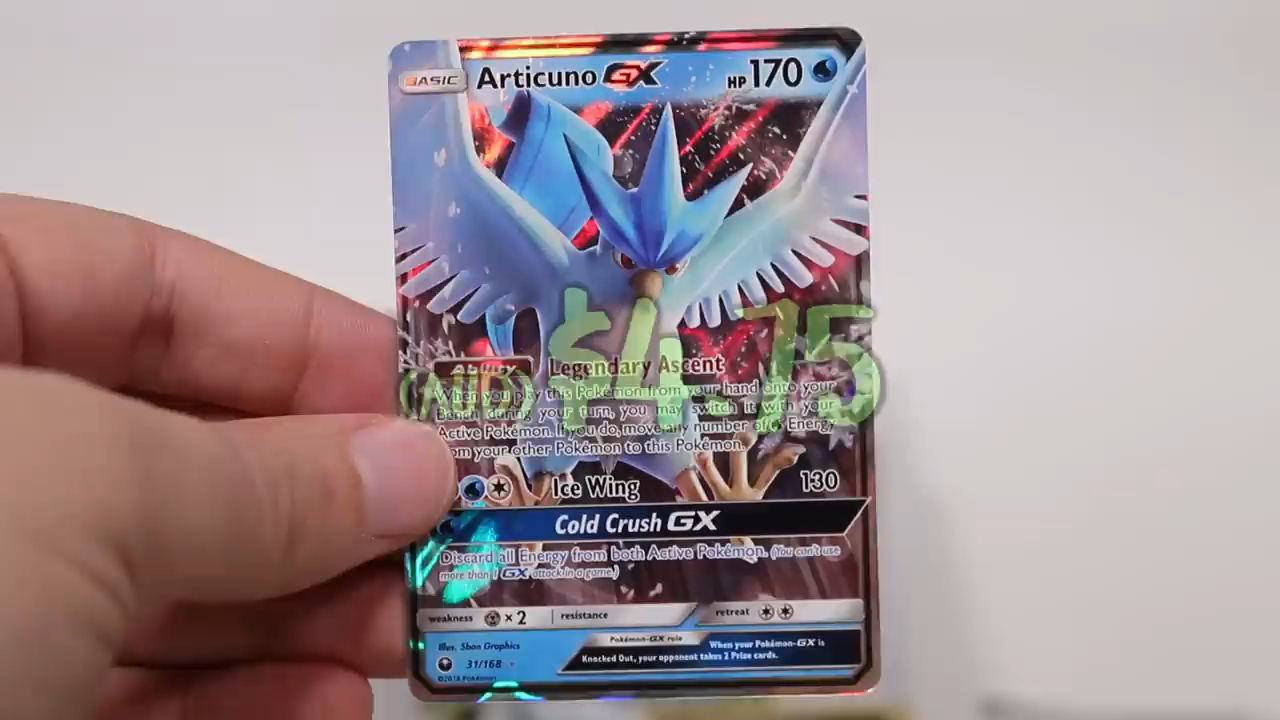 BASIC Articuno GX HP 170
(AUD) $4.75
Ability Legendary Ascent
When you play this Pokémon from your hand onto your
Bench during your turn, you may switch it with your
Active Pokémon. If you do, move any number of Energy
from your other Pokémon to this Pokémon.
Ice Wing 130
Cold Crush GX
Discard all Energy from both Active Pokémon. (You can't use
more than 1 GX attack in a game.)
weakness ×2 resistance retreat
Illus. 5ban Graphics
Pokémon-GX rule
When your Pokémon-GX is
Knocked Out, your opponent takes 2 Prize cards.
31/168
©2018 Pokémon